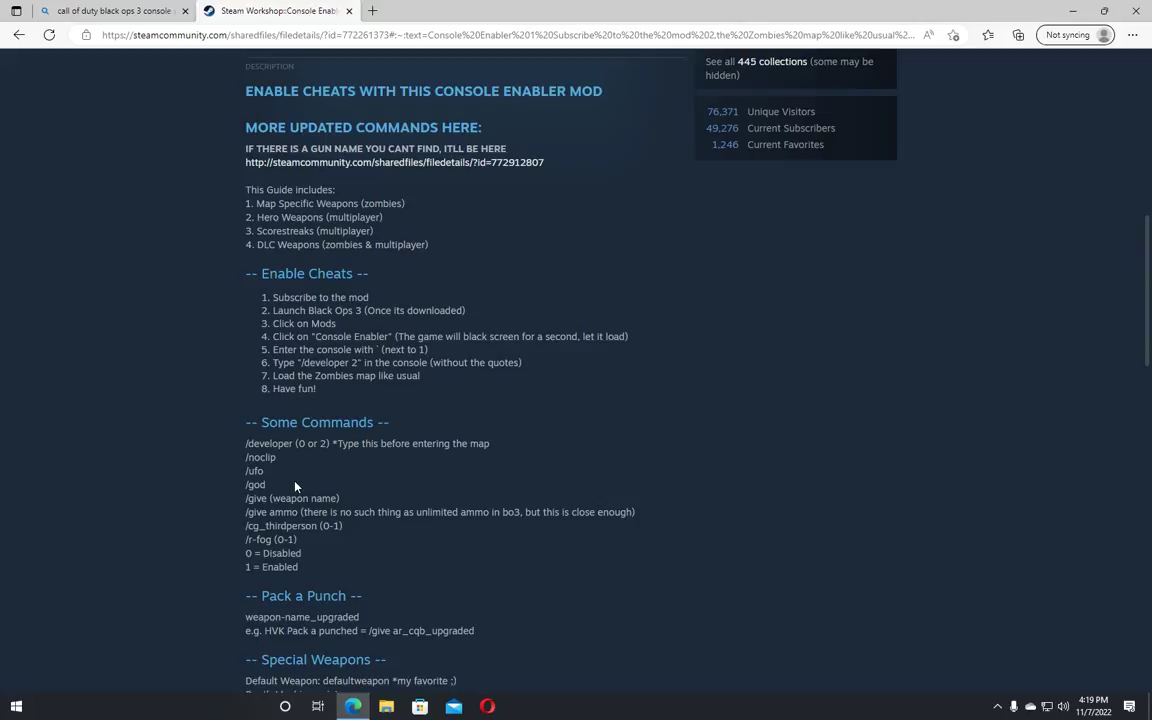 call of duty black ops 3 console
Steam Workshop::Console Enabl
https://steamcommunity.com/sharedfiles/filedetails/?id=772261373#:~:text=Console%20Enabler%201%20Subscribe%20to%20the%20mod%202,the%20Zombies%20map%20like%20usual%2...
Not syncing
DESCRIPTION
See all 445 collections (some may be
hidden)
ENABLE CHEATS WITH THIS CONSOLE ENABLER MOD
76,371 Unique Visitors
49,276 Current Subscribers
1,246 Current Favorites
MORE UPDATED COMMANDS HERE:
IF THERE IS A GUN NAME YOU CANT FIND, ITLL BE HERE
http://steamcommunity.com/sharedfiles/filedetails/?id=772912807
This Guide includes:
1. Map Specific Weapons (zombies)
2. Hero Weapons (multiplayer)
3. Scorestreaks (multiplayer)
4. DLC Weapons (zombies & multiplayer)
-- Enable Cheats --
1. Subscribe to the mod
2. Launch Black Ops 3 (Once its downloaded)
3. Click on Mods
4. Click on "Console Enabler" (The game will black screen for a second, let it load)
5. Enter the console with ` (next to 1)
6. Type "/developer 2" in the console (without the quotes)
7. Load the Zombies map like usual
8. Have fun!
-- Some Commands --
/developer (0 or 2) *Type this before entering the map
/noclip
/ufo
/god
/give (weapon name)
/give ammo (there is no such thing as unlimited ammo in bo3, but this is close enough)
/cg_thirdperson (0-1)
/r-fog (0-1)
0 = Disabled
1 = Enabled
-- Pack a Punch --
weapon-name_upgraded
e.g. HVK Pack a punched = /give ar_cqb_upgraded
-- Special Weapons --
Default Weapon: defaultweapon *my favorite ;)
4:19 PM
11/7/2022